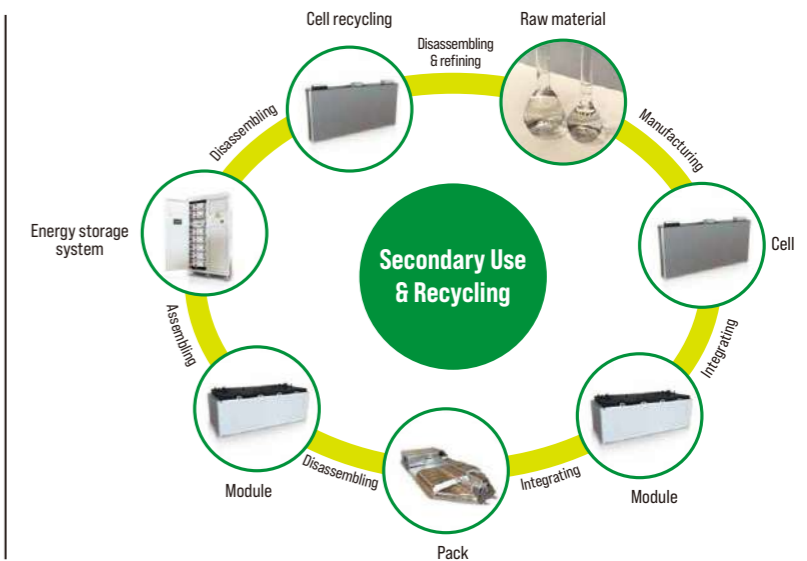 Cell recycling
Raw material
Disassembling
& refining
Disassembling
Manufacturing
Energy storage
system
Secondary Use
& Recycling
Cell
Assembling
Integrating
Module
Disassembling
Integrating
Module
Pack